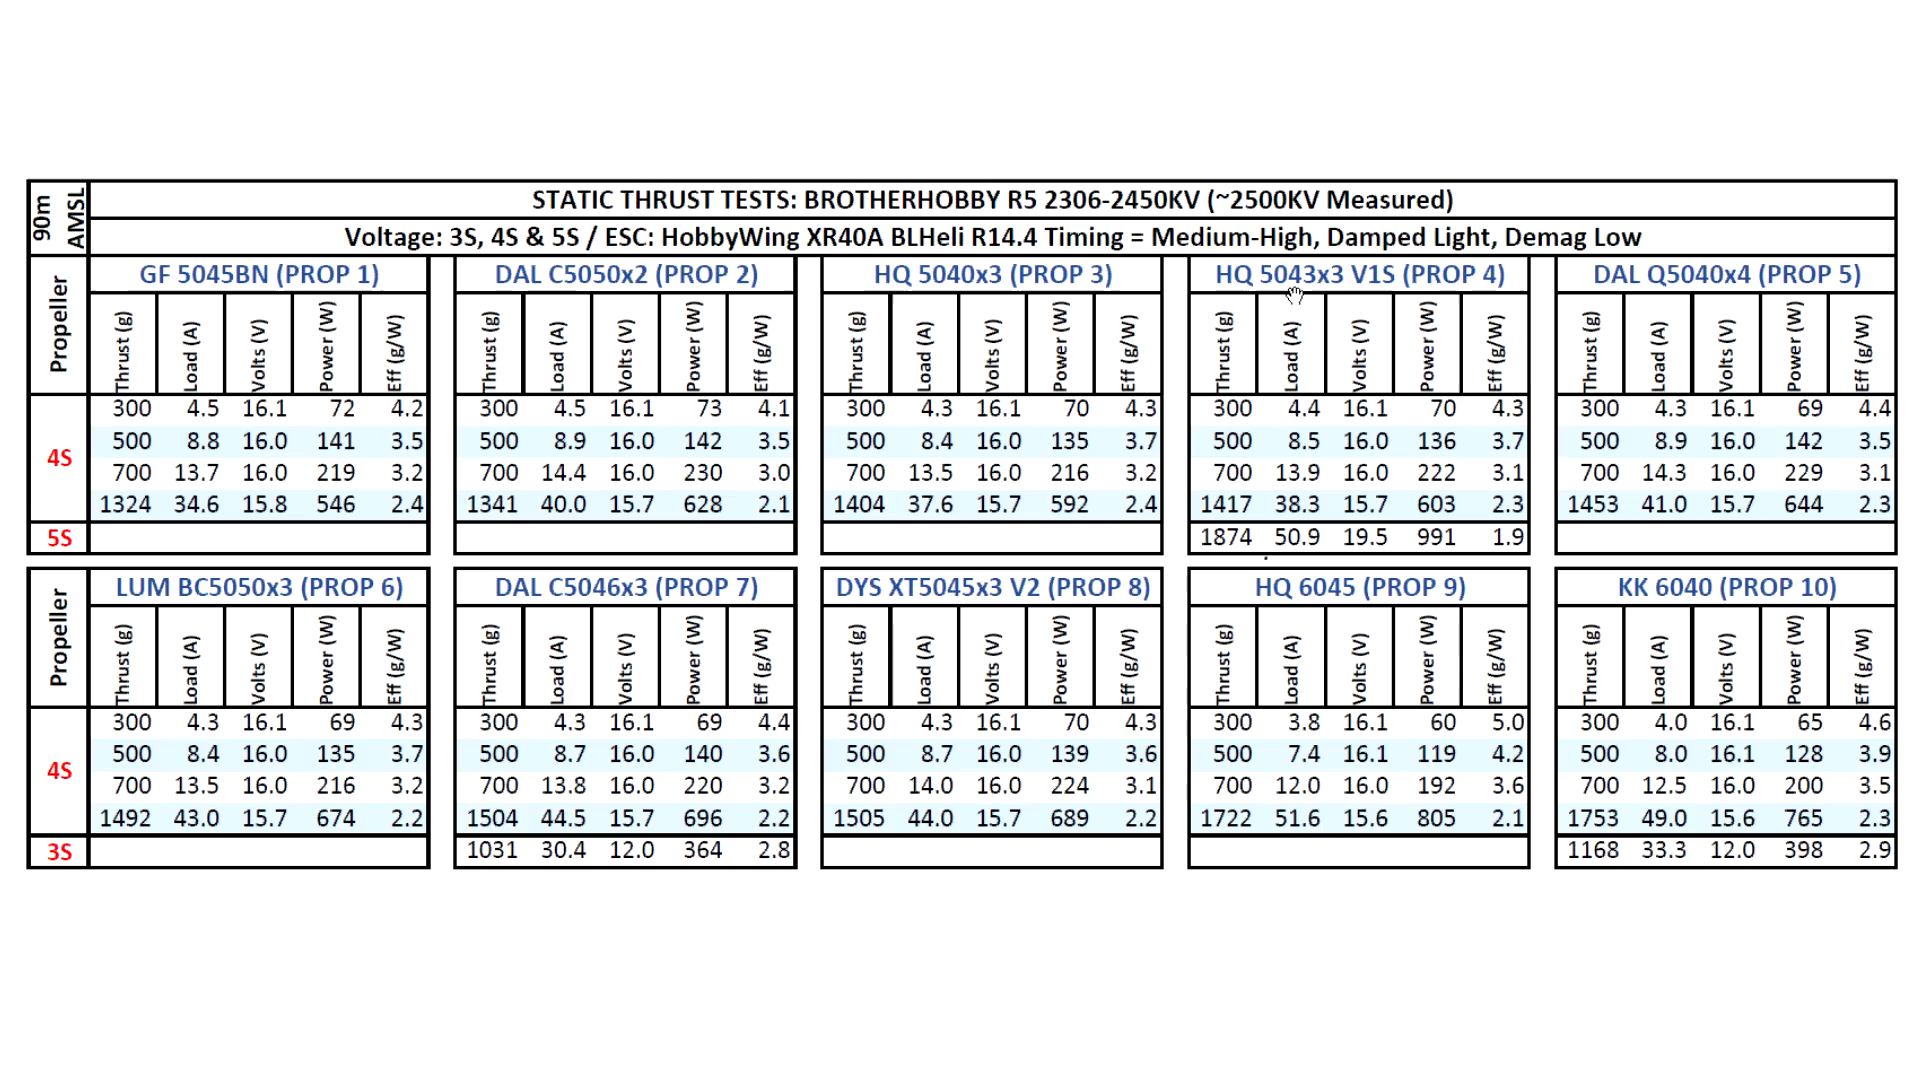 90m
AMSL
STATIC THRUST TESTS: BROTHERHOBBY R5 2306-2450KV (~2500KV Measured)
Voltage: 3S, 4S & 5S / ESC: HobbyWing XR40A BLHeli R14.4 Timing = Medium-High, Damped Light, Demag Low
Propeller GF 5045BN (PROP 1) DAL C5050x2 (PROP 2) HQ 5040x3 (PROP 3) HQ 5043x3 V1S (PROP 4) DAL Q5040x4 (PROP 5)
Thrust (g) Load (A) Volts (V) Power (W) Eff (g/W) Thrust (g) Load (A) Volts (V) Power (W) Eff (g/W) Thrust (g) Load (A) Volts (V) Power (W) Eff (g/W) Thrust (g) Load (A) Volts (V) Power (W) Eff (g/W) Thrust (g) Load (A) Volts (V) Power (W) Eff (g/W)
4S
300 4.5 16.1 72 4.2 300 4.5 16.1 73 4.1 300 4.3 16.1 70 4.3 300 4.4 16.1 70 4.3 300 4.3 16.1 69 4.4
500 8.8 16.0 141 3.5 500 8.9 16.0 142 3.5 500 8.4 16.0 135 3.7 500 8.5 16.0 136 3.7 500 8.9 16.0 142 3.5
700 13.7 16.0 219 3.2 700 14.4 16.0 230 3.0 700 13.5 16.0 216 3.2 700 13.9 16.0 222 3.1 700 14.3 16.0 229 3.1
1324 34.6 15.8 546 2.4 1341 40.0 15.7 628 2.1 1404 37.6 15.7 592 2.4 1417 38.3 15.7 603 2.3 1453 41.0 15.7 644 2.3
5S 1874 50.9 19.5 991 1.9
Propeller LUM BC5050x3 (PROP 6) DAL C5046x3 (PROP 7) DYS XT5045x3 V2 (PROP 8) HQ 6045 (PROP 9) KK 6040 (PROP 10)
Thrust (g) Load (A) Volts (V) Power (W) Eff (g/W) Thrust (g) Load (A) Volts (V) Power (W) Eff (g/W) Thrust (g) Load (A) Volts (V) Power (W) Eff (g/W) Thrust (g) Load (A) Volts (V) Power (W) Eff (g/W) Thrust (g) Load (A) Volts (V) Power (W) Eff (g/W)
4S
300 4.3 16.1 69 4.3 300 4.3 16.1 69 4.4 300 4.3 16.1 70 4.3 300 3.8 16.1 60 5.0 300 4.0 16.1 65 4.6
500 8.4 16.0 135 3.7 500 8.7 16.0 140 3.6 500 8.7 16.0 139 3.6 500 7.4 16.1 119 4.2 500 8.0 16.1 128 3.9
700 13.5 16.0 216 3.2 700 13.8 16.0 220 3.2 700 14.0 16.0 224 3.1 700 12.0 16.0 192 3.6 700 12.5 16.0 200 3.5
1492 43.0 15.7 674 2.2 1504 44.5 15.7 696 2.2 1505 44.0 15.7 689 2.2 1722 51.6 15.6 805 2.1 1753 49.0 15.6 765 2.3
3S 1031 30.4 12.0 364 2.8 1168 33.3 12.0 398 2.9